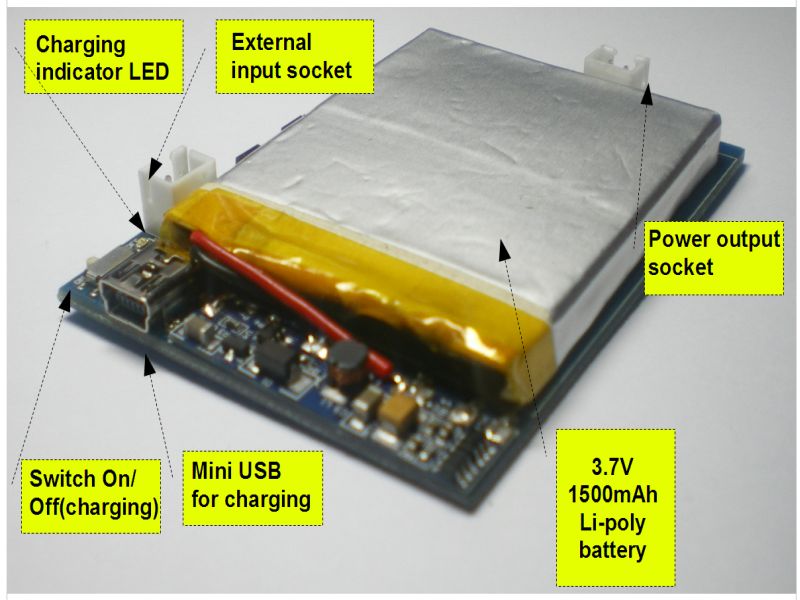 Charging
indicator LED
External
input socket
Power output
socket
Switch On/
Off(charging)
Mini USB
for charging
3.7V
1500mAh
Li-poly
battery